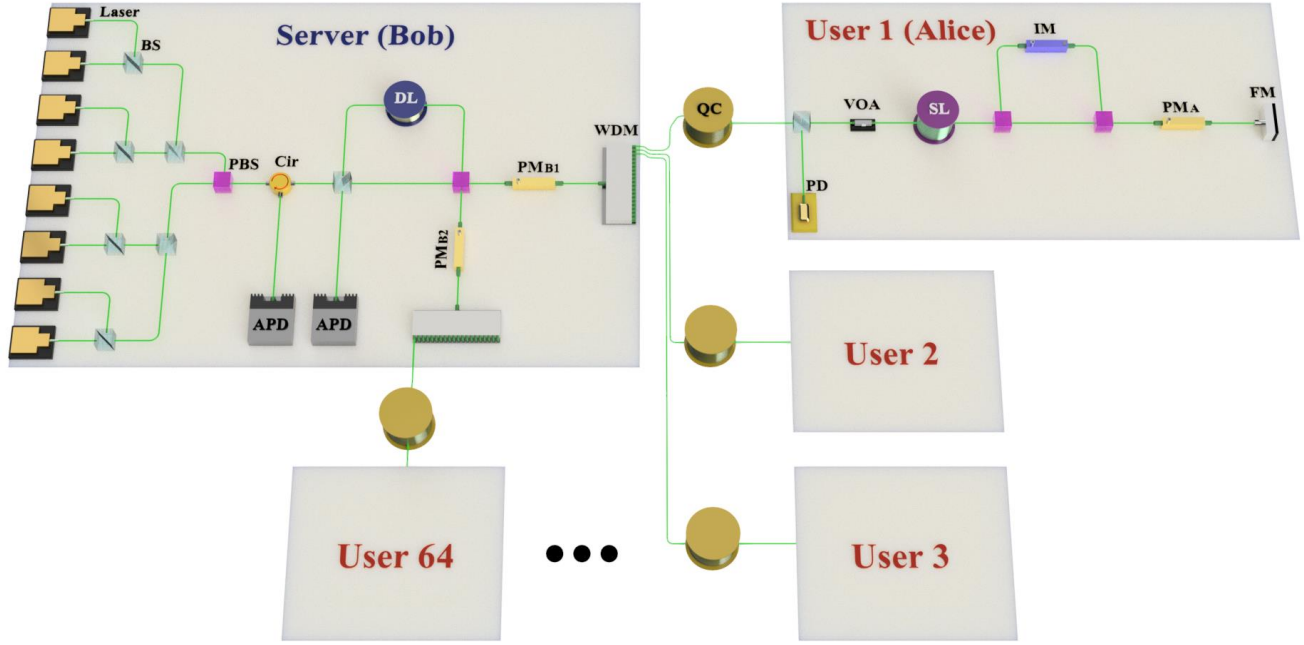 Laser
BS
Server (Bob)
DL
PBS
Cir
PMB1
WDM
PMB2
APD
APD
QC
User 1 (Alice)
IM
VOA
SL
PMA
FM
PD
User 2
User 3
User 64